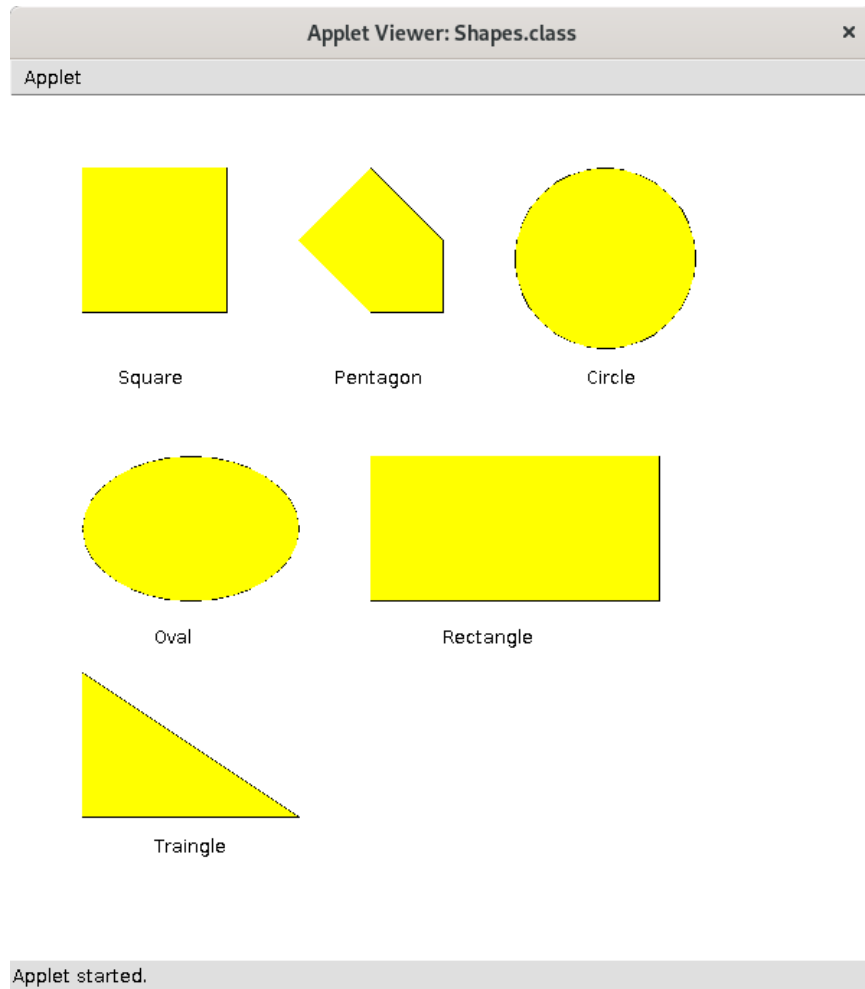 Applet Viewer: Shapes.class ×
Applet
Square Pentagon Circle
Oval Rectangle
Traingle
Applet started.